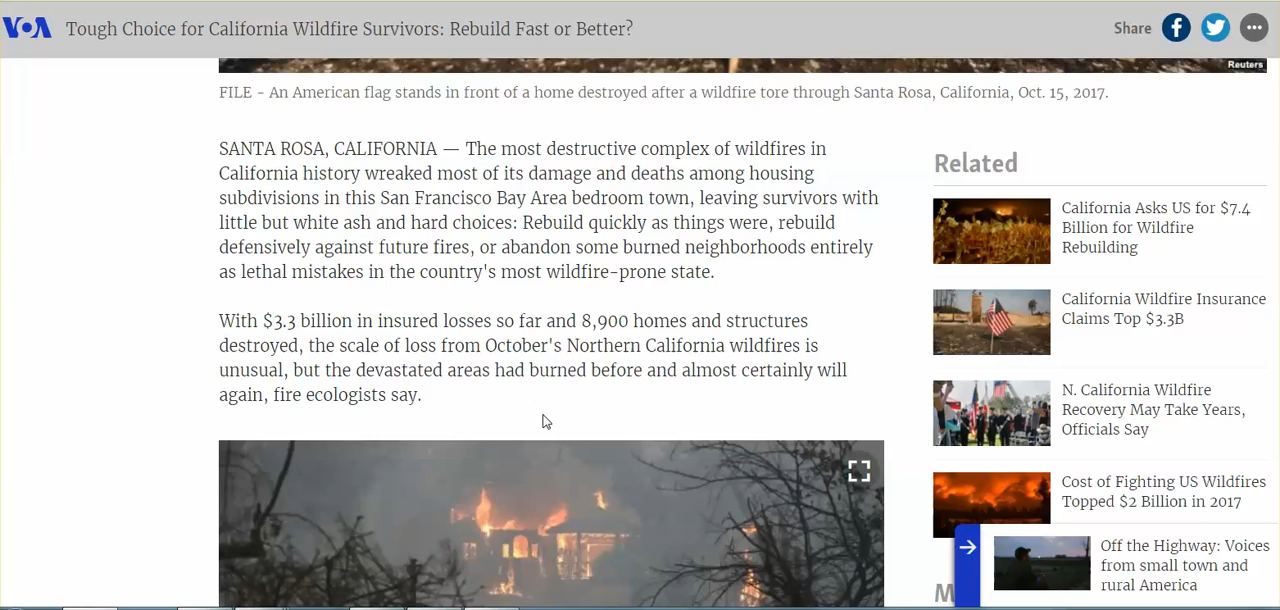 VOA Tough Choice for California Wildfire Survivors: Rebuild Fast or Better? Share
Reuters
FILE - An American flag stands in front of a home destroyed after a wildfire tore through Santa Rosa, California, Oct. 15, 2017.
SANTA ROSA, CALIFORNIA — The most destructive complex of wildfires in
California history wreaked most of its damage and deaths among housing
subdivisions in this San Francisco Bay Area bedroom town, leaving survivors with
little but white ash and hard choices: Rebuild quickly as things were, rebuild
defensively against future fires, or abandon some burned neighborhoods entirely
as lethal mistakes in the country's most wildfire-prone state.
With $3.3 billion in insured losses so far and 8,900 homes and structures
destroyed, the scale of loss from October's Northern California wildfires is
unusual, but the devastated areas had burned before and almost certainly will
again, fire ecologists say.
Related
California Asks US for $7.4
Billion for Wildfire
Rebuilding
California Wildfire Insurance
Claims Top $3.3B
N. California Wildfire
Recovery May Take Years,
Officials Say
Cost of Fighting US Wildfires
Topped $2 Billion in 2017
Off the Highway: Voices
from small town and
rural America